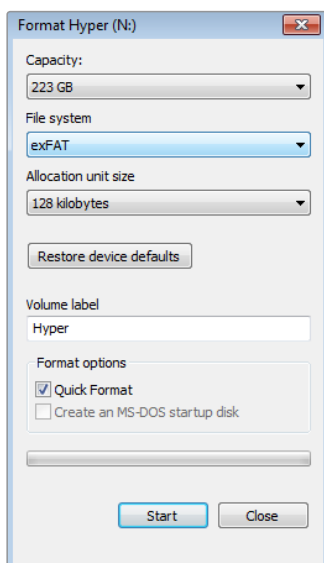 Format Hyper (N:)
Capacity:
223 GB
File system
exFAT
Allocation unit size
128 kilobytes
Restore device defaults
Volume label
Hyper
Format options
Quick Format
Create an MS-DOS startup disk
Start
Close